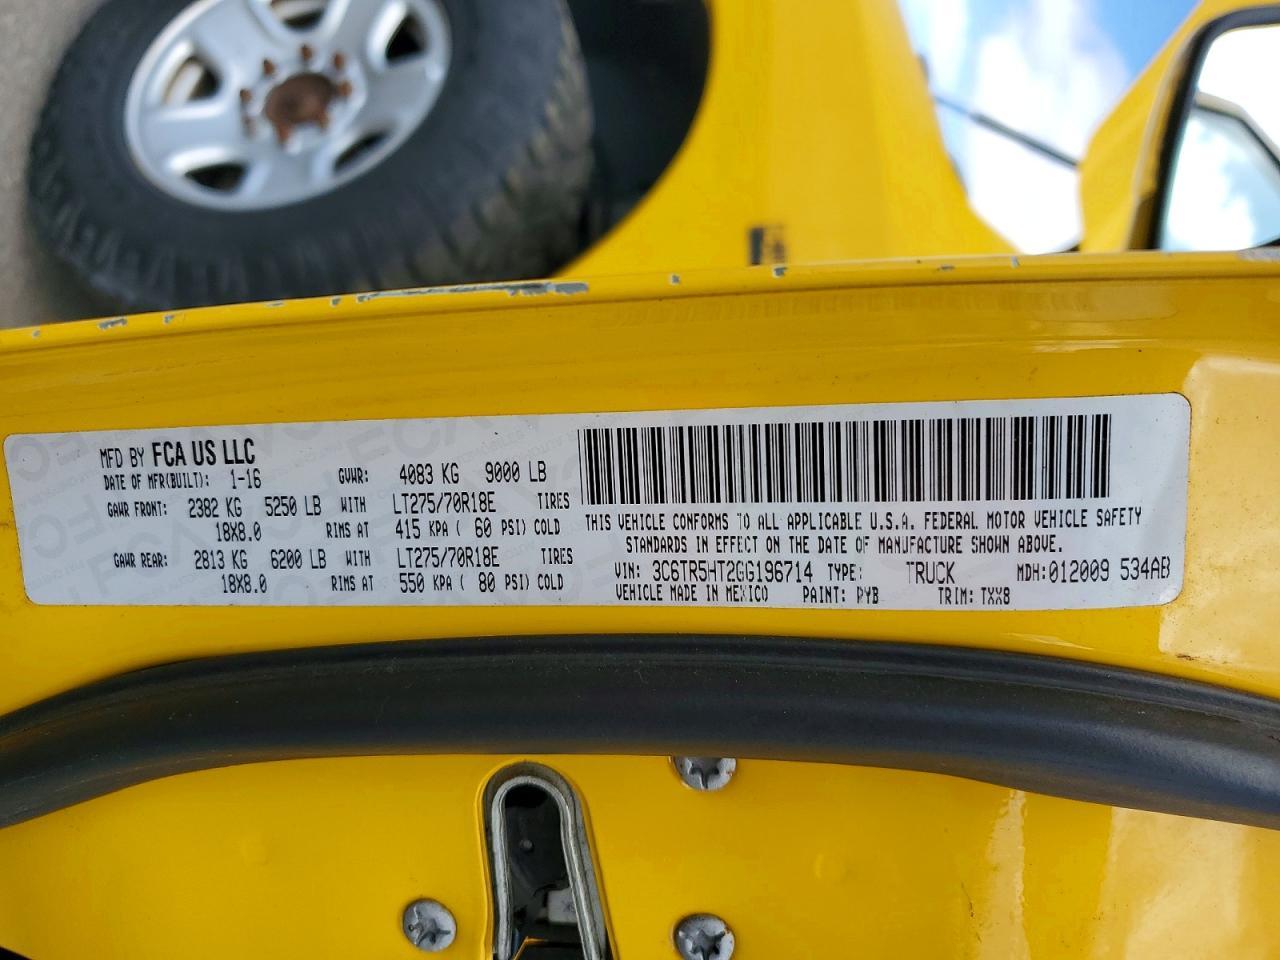 MFD BY FCA US LLC
DATE OF MFR(BUILT): 1-16 GVWR: 4083 KG 9000 LB
GAWR FRONT: 2382 KG 5250 LB WITH LT275/70R18E TIRES
18X8.0 RIMS AT 415 KPA ( 60 PSI) COLD
GAWR REAR: 2813 KG 6200 LB WITH LT275/70R18E TIRES
18X8.0 RIMS AT 550 KPA ( 80 PSI) COLD
THIS VEHICLE CONFORMS TO ALL APPLICABLE U.S.A. FEDERAL MOTOR VEHICLE SAFETY
STANDARDS IN EFFECT ON THE DATE OF MANUFACTURE SHOWN ABOVE.
VIN: 3C6TR5HT2GG196714 TYPE: TRUCK MDH:012009 534AB
VEHICLE MADE IN MEXICO PAINT: PYB TRIM: TXX8